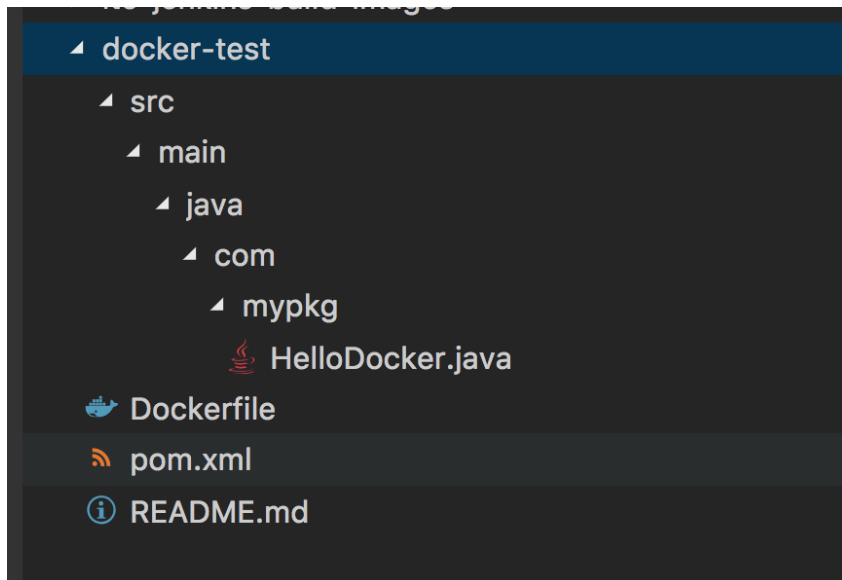 docker-test
src
main
java
com
mypkg
HelloDocker.java
Dockerfile
pom.xml
README.md